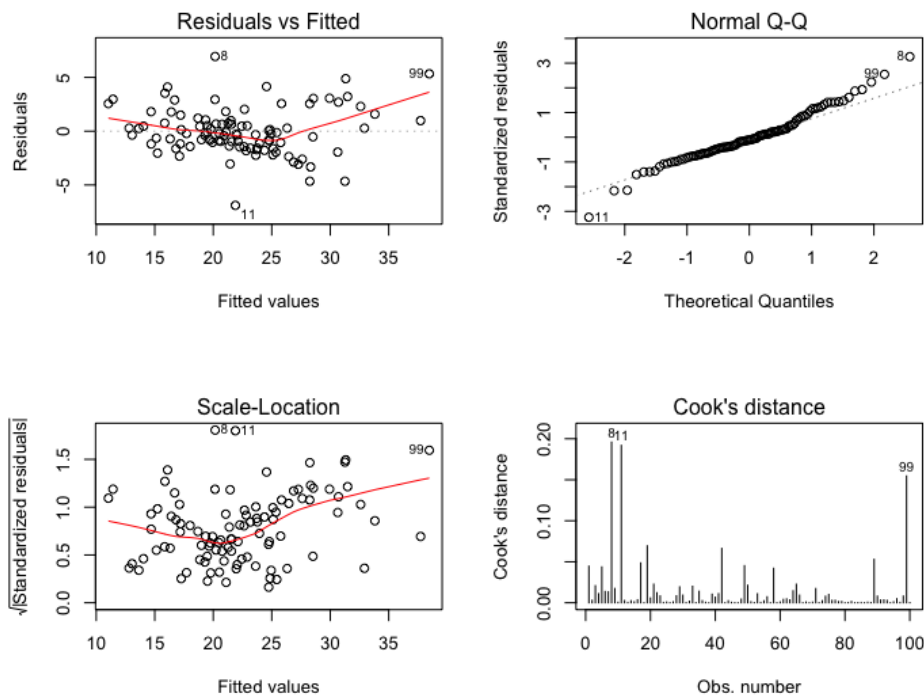 Residuals vs Fitted
Residuals
5
0
-5
8
99
11
10 15 20 25 30 35
Fitted values
Normal Q-Q
Standardized residuals
3
1
-1
-3
8
99
11
-2 -1 0 1 2
Theoretical Quantiles
Scale-Location
√|Standardized residuals|
1.5
1.0
0.5
0.0
8
11
99
10 15 20 25 30 35
Fitted values
Cook's distance
Cook's distance
0.20
0.10
0.00
8
11
99
0 20 40 60 80 100
Obs. number